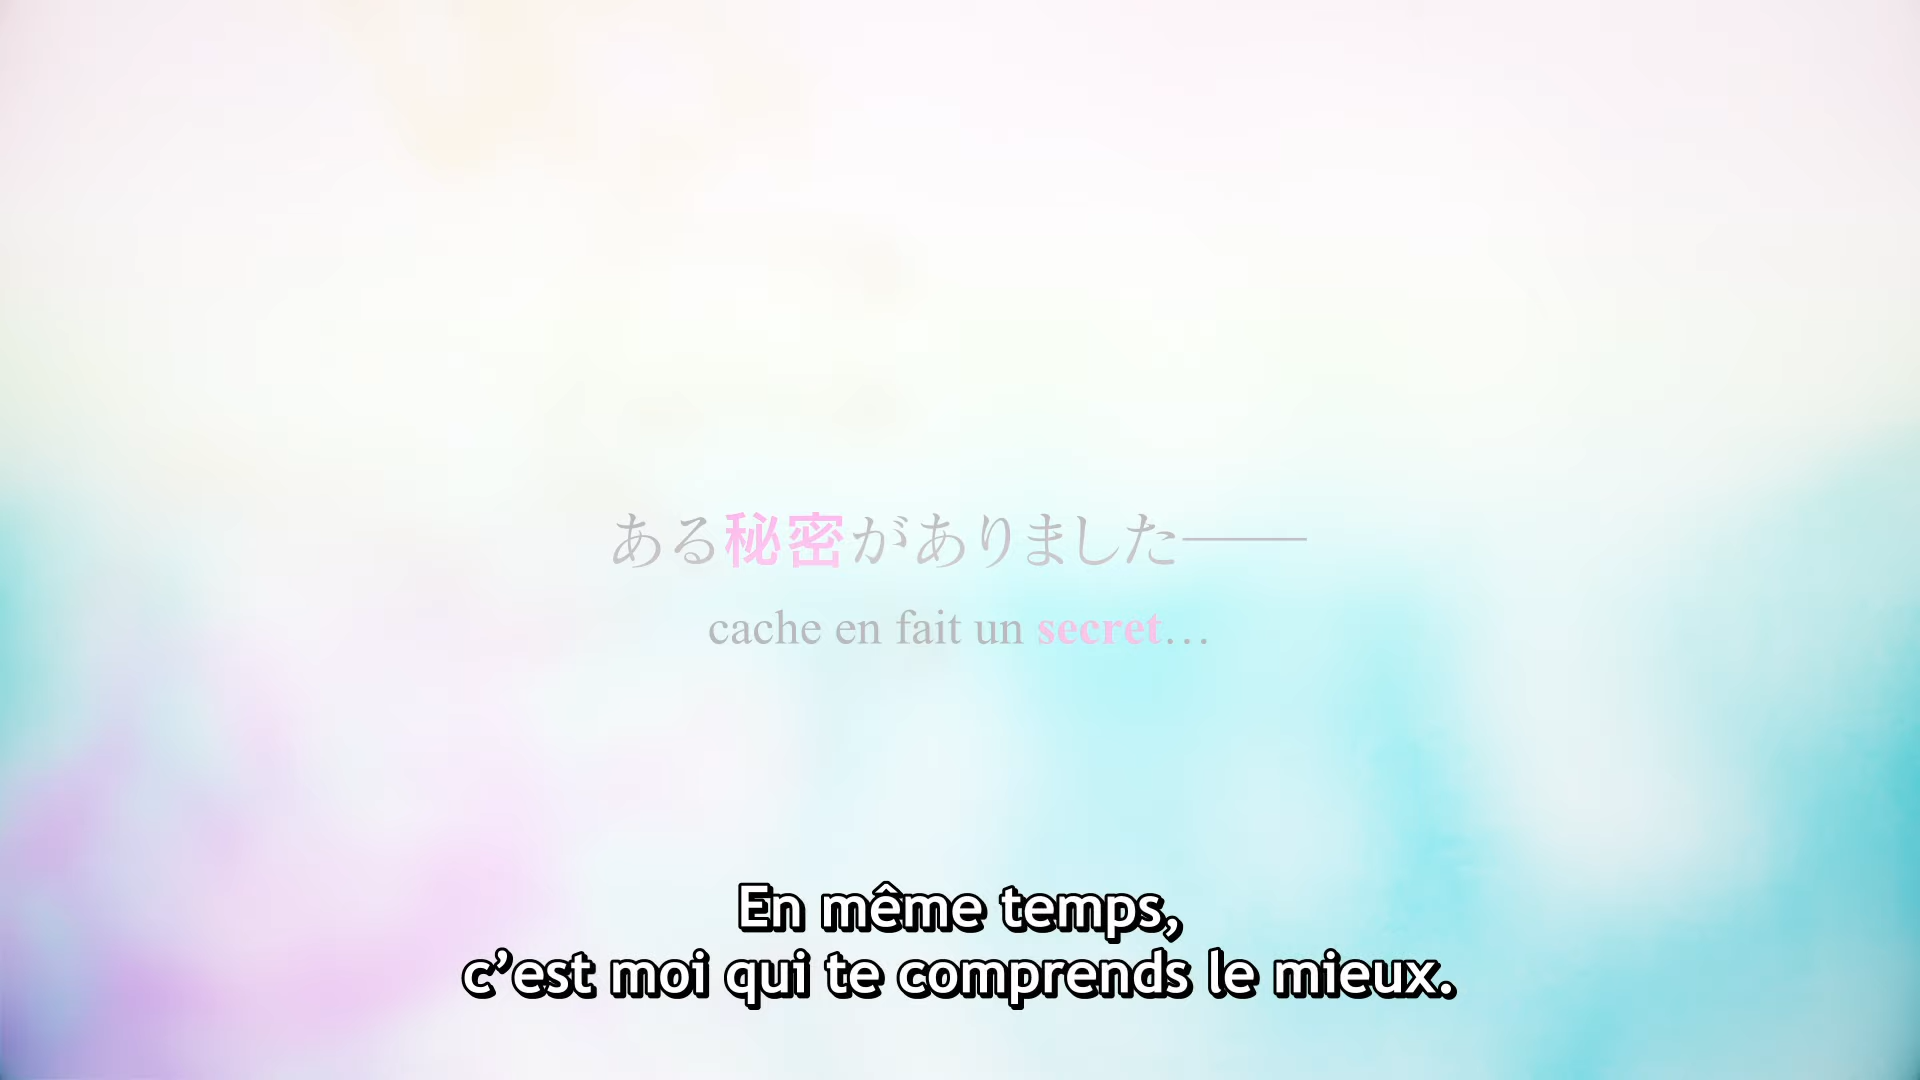 ある秘密がありました――
cache en fait un secret…
En même temps,
c’est moi qui te comprends le mieux.